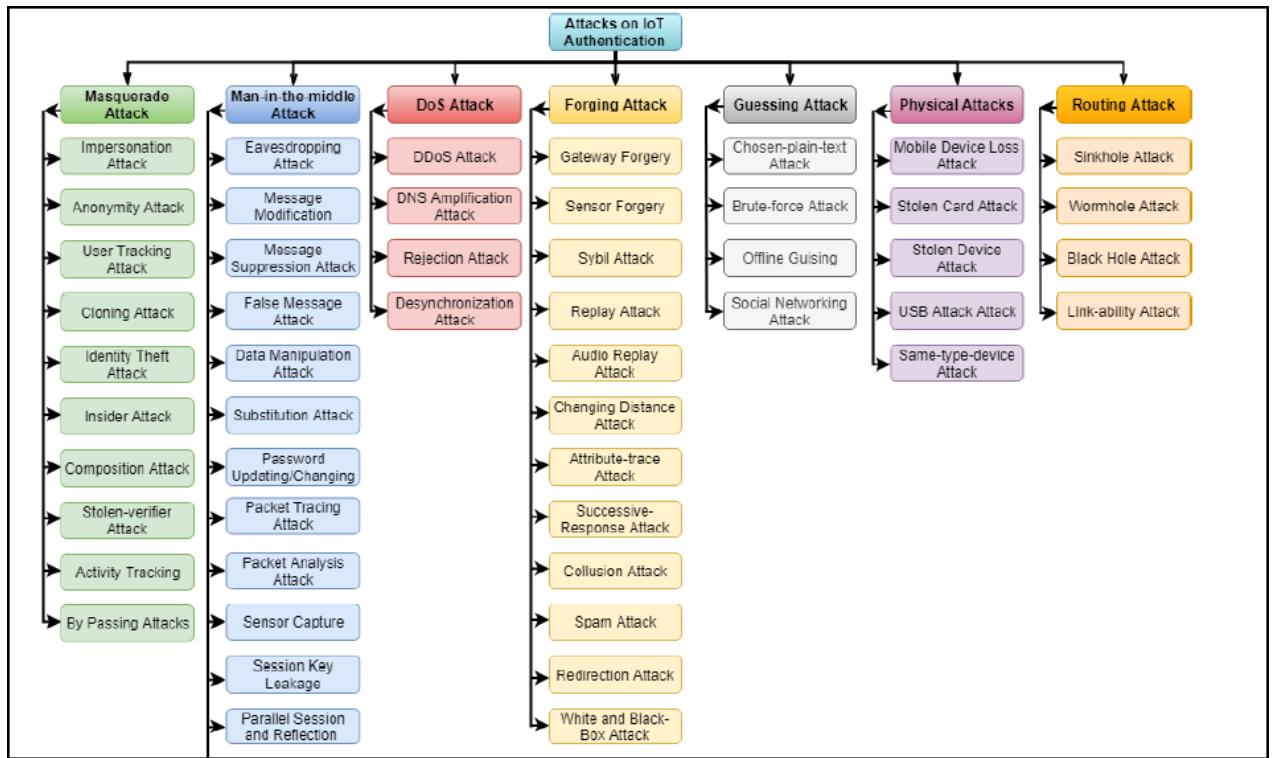 Attacks on IoT
Authentication
Masquerade
Attack
Impersonation
Attack
Anonymity Attack
User Tracking
Attack
Cloning Attack
Identity Theft
Attack
Insider Attack
Composition Attack
Stolen-verifier
Attack
Activity Tracking
By Passing Attacks
Man-in-the-middle
Attack
Eavesdropping
Attack
Message
Modification
Message
Suppression Attack
False Message
Attack
Data Manipulation
Attack
Substitution Attack
Password
Updating/Changing
Packet Tracing
Attack
Packet Analysis
Attack
Sensor Capture
Session Key
Leakage
Parallel Session
and Reflection
DoS Attack
DDoS Attack
DNS Amplification
Attack
Rejection Attack
Desynchronization
Attack
Forging Attack
Gateway Forgery
Sensor Forgery
Sybil Attack
Replay Attack
Audio Replay
Attack
Changing Distance
Attack
Attribute-trace
Attack
Successive-
Response Attack
Collusion Attack
Spam Attack
Redirection Attack
White and Black-
Box Attack
Guessing Attack
Chosen-plain-text
Attack
Brute-force Attack
Offline Guising
Social Networking
Attack
Physical Attacks
Mobile Device Loss
Attack
Stolen Card Attack
Stolen Device
Attack
USB Attack Attack
Same-type-device
Attack
Routing Attack
Sinkhole Attack
Wormhole Attack
Black Hole Attack
Link-ability Attack